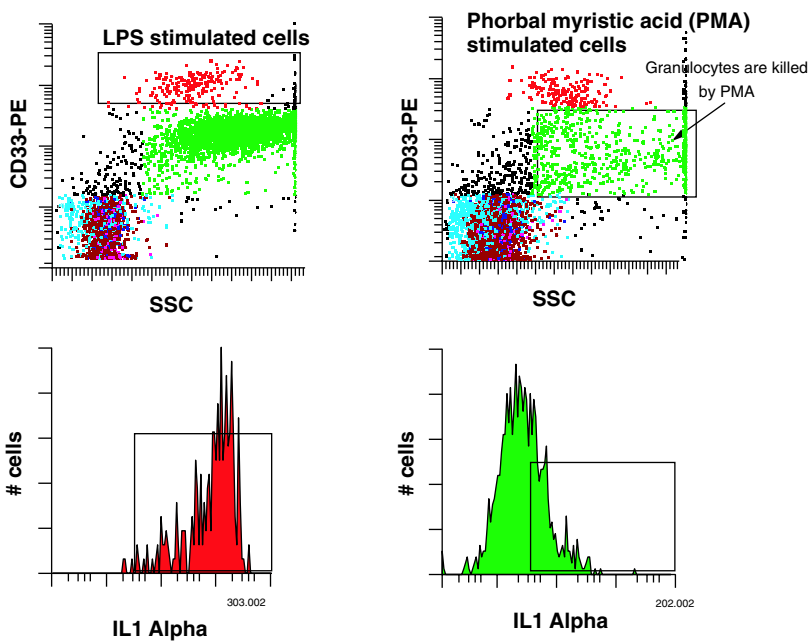 LPS stimulated cells
CD33-PE
SSC
Phorbal myristic acid (PMA)
stimulated cells
Granulocytes are killed
by PMA
CD33-PE
SSC
# cells
303.002
IL1 Alpha
# cells
202.002
IL1 Alpha